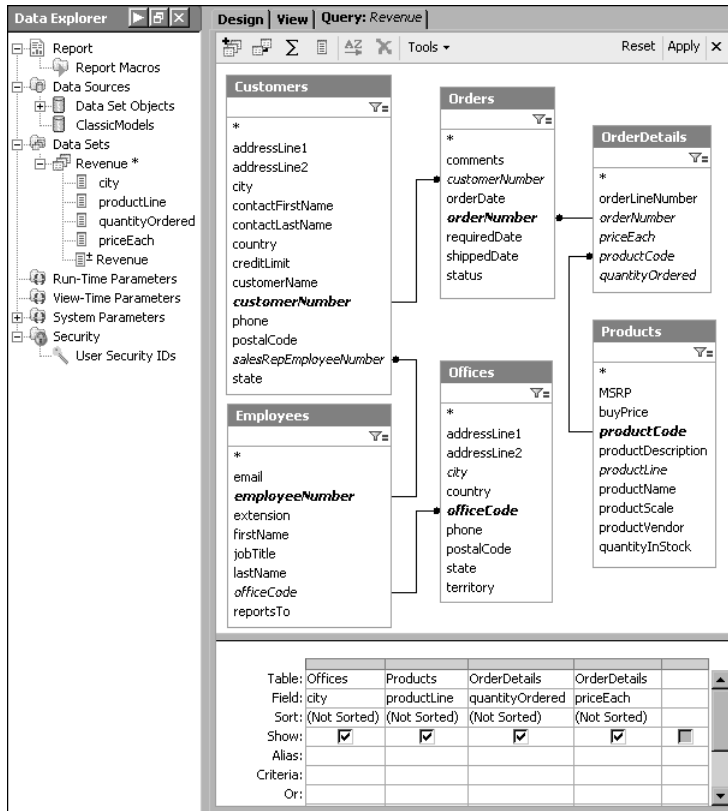 Data Explorer
Report
Report Macros
Data Sources
Data Set Objects
ClassicModels
Data Sets
Revenue *
city
productLine
quantityOrdered
priceEach
Revenue
Run-Time Parameters
View-Time Parameters
System Parameters
Security
User Security IDs
Design
View
Query: Revenue
Tools
Reset
Apply
Customers
*
addressLine1
addressLine2
city
contactFirstName
contactLastName
country
creditLimit
customerName
customerNumber
phone
postalCode
salesRepEmployeeNumber
state
Employees
*
email
employeeNumber
extension
firstName
jobTitle
lastName
officeCode
reportsTo
Orders
*
comments
customerNumber
orderDate
orderNumber
requiredDate
shippedDate
status
Offices
*
addressLine1
addressLine2
city
country
officeCode
phone
postalCode
state
territory
OrderDetails
*
orderLineNumber
orderNumber
priceEach
productCode
quantityOrdered
Products
*
MSRP
buyPrice
productCode
productDescription
productLine
productName
productScale
productVendor
quantityInStock
Table: Offices Products OrderDetails OrderDetails
Field: city productLine quantityOrdered priceEach
Sort: (Not Sorted) (Not Sorted) (Not Sorted) (Not Sorted)
Show:
Alias:
Criteria:
Or: